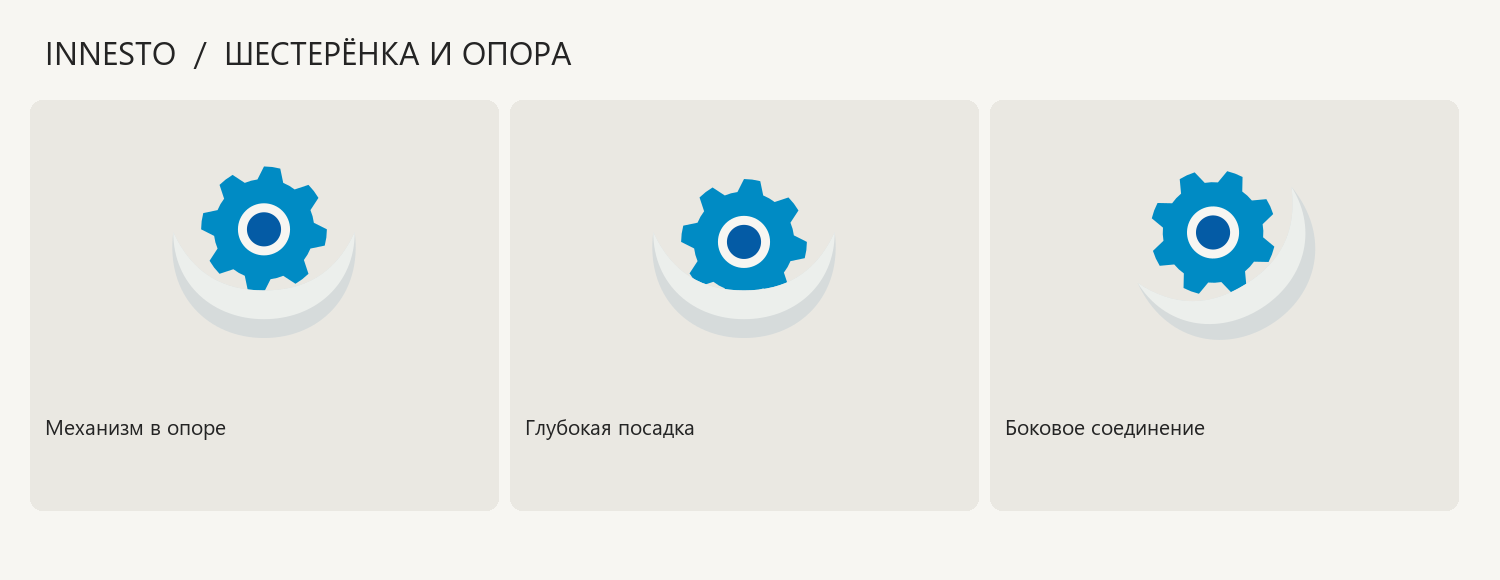 INNESTO / ШЕСТЕРЁНКА И ОПОРА
Механизм в опоре
Глубокая посадка
Боковое соединение